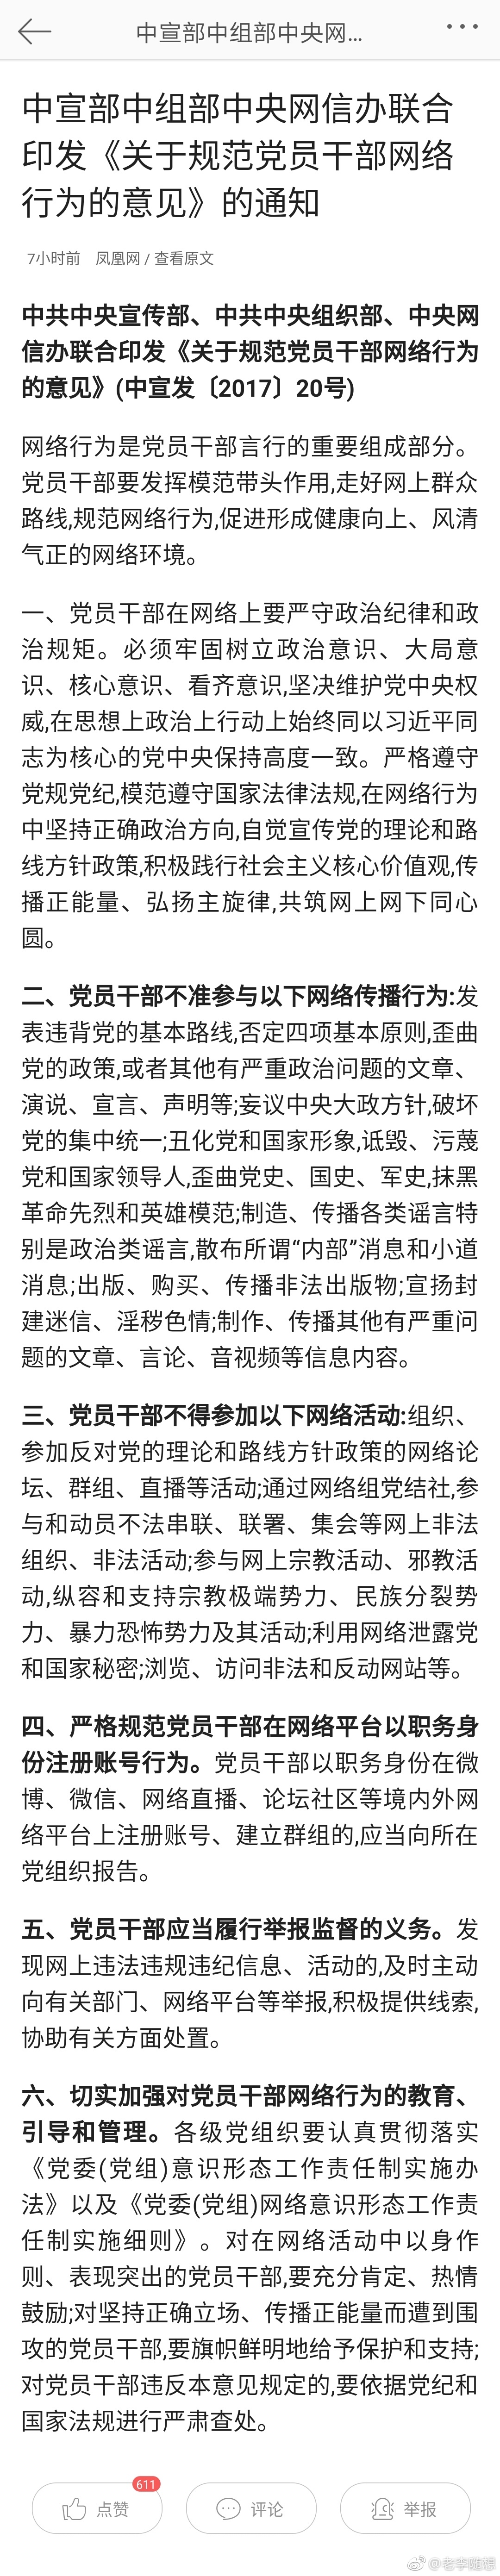 中宣部中组部中央网...
中宣部中组部中央网信办联合
印发《关于规范党员干部网络
行为的意见》的通知
7小时前 凤凰网 / 查看原文
中共中央宣传部、中共中央组织部、中央网
信办联合印发《关于规范党员干部网络行为
的意见》(中宣发〔2017〕20号)
网络行为是党员干部言行的重要组成部分。
党员干部要发挥模范带头作用,走好网上群众
路线,规范网络行为,促进形成健康向上、风清
气正的网络环境。
一、党员干部在网络上要严守政治纪律和政
治规矩。必须牢固树立政治意识、大局意
识、核心意识、看齐意识,坚决维护党中央权
威,在思想上政治上行动上始终同以习近平同
志为核心的党中央保持高度一致。严格遵守
党规党纪,模范遵守国家法律法规,在网络行为
中坚持正确政治方向,自觉宣传党的理论和路
线方针政策,积极践行社会主义核心价值观,传
播正能量、弘扬主旋律,共筑网上网下同心
圆。
二、党员干部不准参与以下网络传播行为:发
表违背党的基本路线,否定四项基本原则,歪曲
党的政策,或者其他有严重政治问题的文章、
演说、宣言、声明等;妄议中央大政方针,破坏
党的集中统一;丑化党和国家形象,诋毁、污蔑
党和国家领导人,歪曲党史、国史、军史,抹黑
革命先烈和英雄模范;制造、传播各类谣言特
别是政治类谣言,散布所谓“内部”消息和小道
消息;出版、购买、传播非法出版物;宣扬封
建迷信、淫秽色情;制作、传播其他有严重问
题的文章、言论、音视频等信息内容。
三、党员干部不得参加以下网络活动:组织、
参加反对党的理论和路线方针政策的网络论
坛、群组、直播等活动;通过网络组党结社,参
与和动员不法串联、联署、集会等网上非法
组织、非法活动;参与网上宗教活动、邪教活
动,纵容和支持宗教极端势力、民族分裂势
力、暴力恐怖势力及其活动;利用网络泄露党
和国家秘密;浏览、访问非法和反动网站等。
四、严格规范党员干部在网络平台以职务身
份注册账号行为。党员干部以职务身份在微
博、微信、网络直播、论坛社区等境内外网
络平台上注册账号、建立群组的,应当向所在
党组织报告。
五、党员干部应当履行举报监督的义务。发
现网上违法违规违纪信息、活动的,及时主动
向有关部门、网络平台等举报,积极提供线索,
协助有关方面处置。
六、切实加强对党员干部网络行为的教育、
引导和管理。各级党组织要认真贯彻落实
《党委(党组)意识形态工作责任制实施办
法》以及《党委(党组)网络意识形态工作责
任制实施细则》。对在网络活动中以身作
则、表现突出的党员干部,要充分肯定、热情
鼓励;对坚持正确立场、传播正能量而遭到围
攻的党员干部,要旗帜鲜明地给予保护和支持;
对党员干部违反本意见规定的,要依据党纪和
国家法规进行严肃查处。
611
点赞 评论 举报